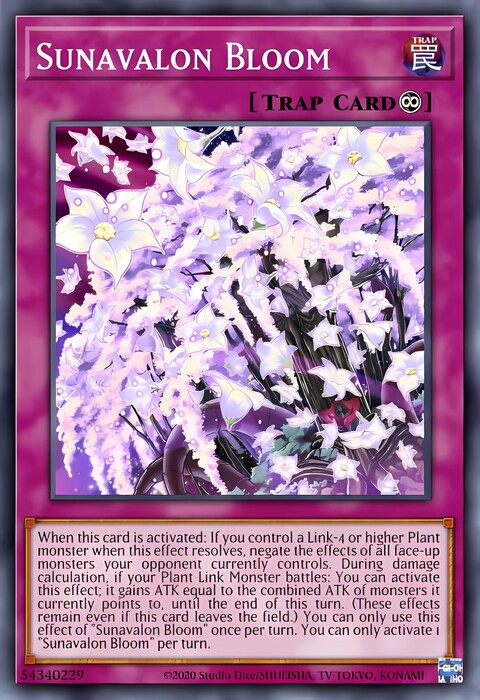 SUNAVALON BLOOM
TRAP
罠
[TRAP CARD]
When this card is activated: If you control a Link-4 or higher Plant
monster when this effect resolves, negate the effects of all face-up
monsters your opponent currently controls. During damage
calculation, if your Plant Link Monster battles: You can activate
this effect; it gains ATK equal to the combined ATK of monsters it
currently points to, until the end of this turn. (These effects
remain even if this card leaves the field.) You can only use this
effect of "Sunavalon Bloom" once per turn. You can only activate 1
"Sunavalon Bloom" per turn.
54340229
©2020 Studio Dice/SHUEISHA, TV TOKYO, KONAMI